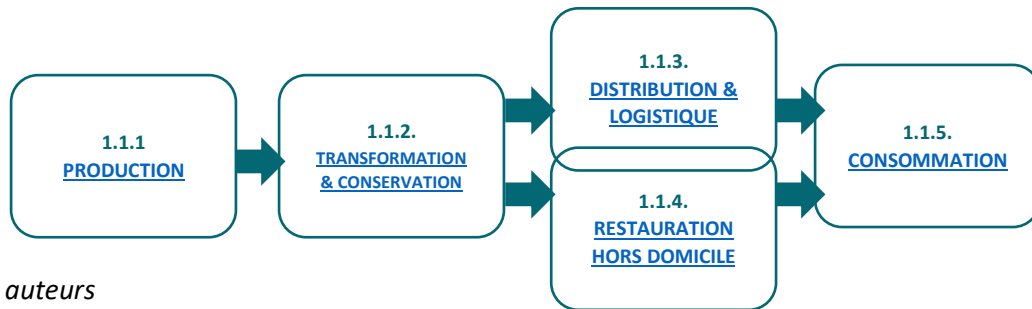 1.1.1
PRODUCTION
1.1.2.
TRANSFORMATION
& CONSERVATION
1.1.3.
DISTRIBUTION &
LOGISTIQUE
1.1.4.
RESTAURATION
HORS DOMICILE
1.1.5.
CONSOMMATION
auteurs